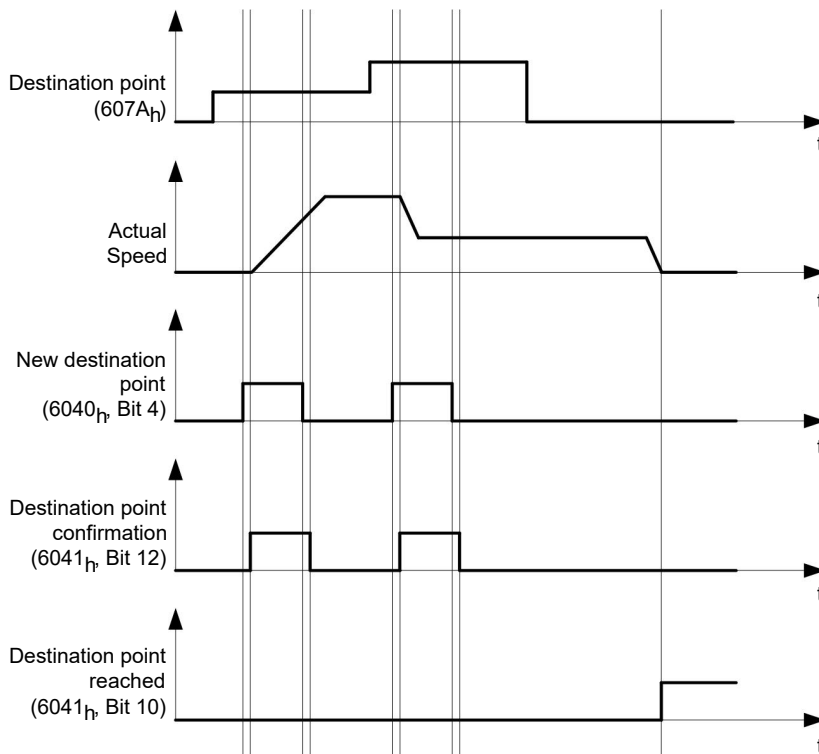 Destination point
(607Ah)
t
Actual
Speed
t
New destination
point
(6040h, Bit 4)
t
Destination point
confirmation
(6041h, Bit 12)
t
Destination point
reached
(6041h, Bit 10)
t